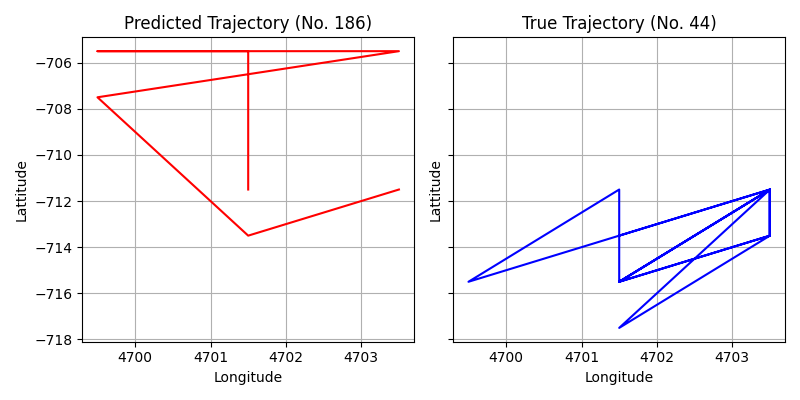 Predicted Trajectory (No. 186)
True Trajectory (No. 44)
−706
−708
−710
−712
−714
−716
−718
Lattitude
Lattitude
4700 4701 4702 4703
4700 4701 4702 4703
Longitude
Longitude